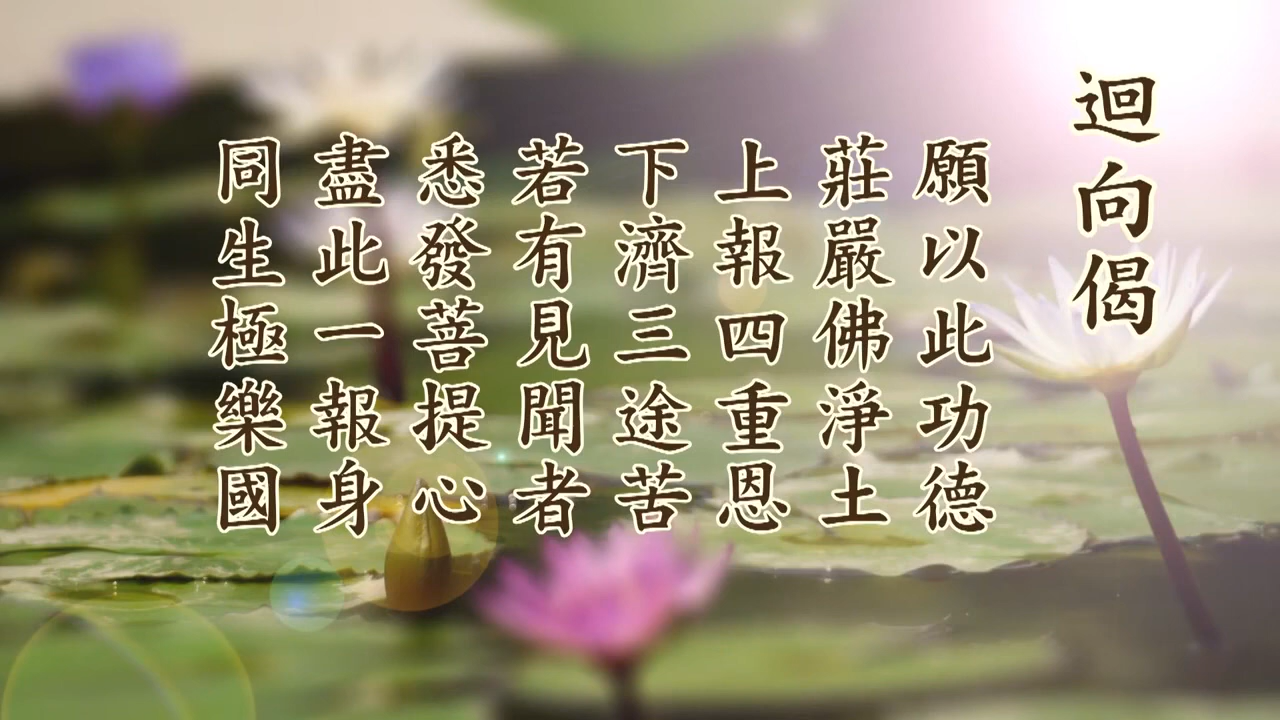 迴向偈
願以此功德
莊嚴佛淨土
上報四重恩
下濟三途苦
若有見聞者
悉發菩提心
盡此一報身
同生極樂國